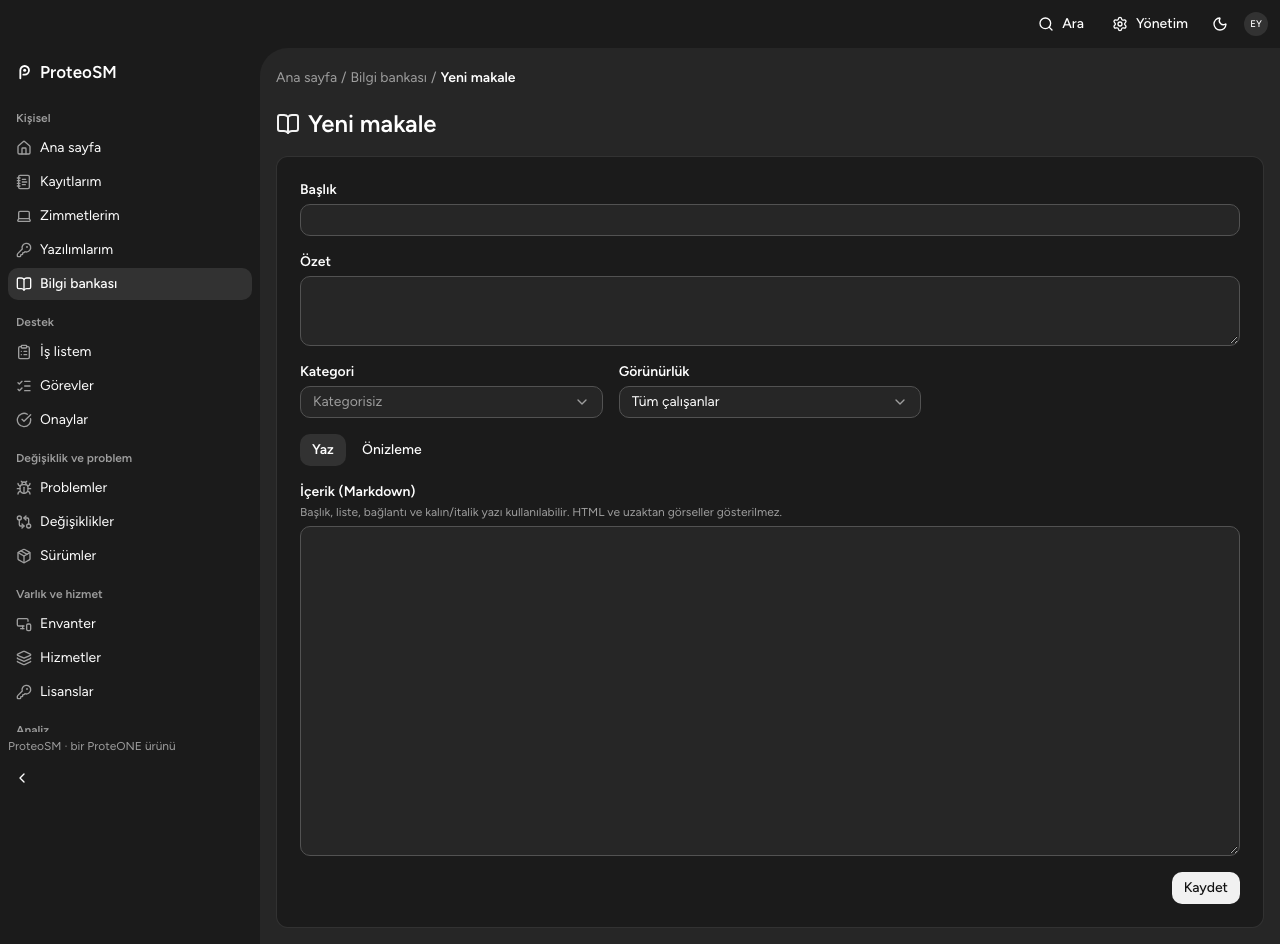 Ara
Yönetim
EY
ProteoSM
Kişisel
Ana sayfa
Kayıtlarım
Zimmetlerim
Yazılımlarım
Bilgi bankası
Destek
İş listem
Görevler
Onaylar
Değişiklik ve problem
Problemler
Değişiklikler
Sürümler
Varlık ve hizmet
Envanter
Hizmetler
Lisanslar
Analiz
ProteoSM · bir ProteONE ürünü
Ana sayfa / Bilgi bankası / Yeni makale
Yeni makale
Başlık
Özet
Kategori
Kategorisiz
Görünürlük
Tüm çalışanlar
Yaz
Önizleme
İçerik (Markdown)
Başlık, liste, bağlantı ve kalın/italik yazı kullanılabilir. HTML ve uzaktan görseller gösterilmez.
Kaydet